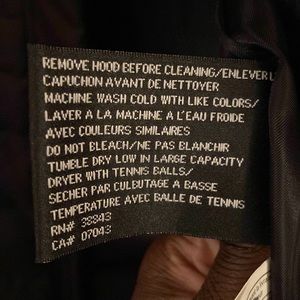 REMOVE HOOD BEFORE CLEANING/ENLEVER L
CAPUCHON AVANT DE NETTOYER
MACHINE WASH COLD WITH LIKE COLORS/
LAVER A LA MACHINE A L'EAU FROIDE
AVEC COULEURS SIMILAIRES
DO NOT BLEACH/NE PAS BLANCHIR
TUMBLE DRY LOW IN LARGE CAPACITY
DRYER WITH TENNIS BALLS/
SECHER PAR CULBUTAGE A BASSE
TEMPERATURE AVEC BALLE DE TENNIS
RN# 38843
CA# 07043